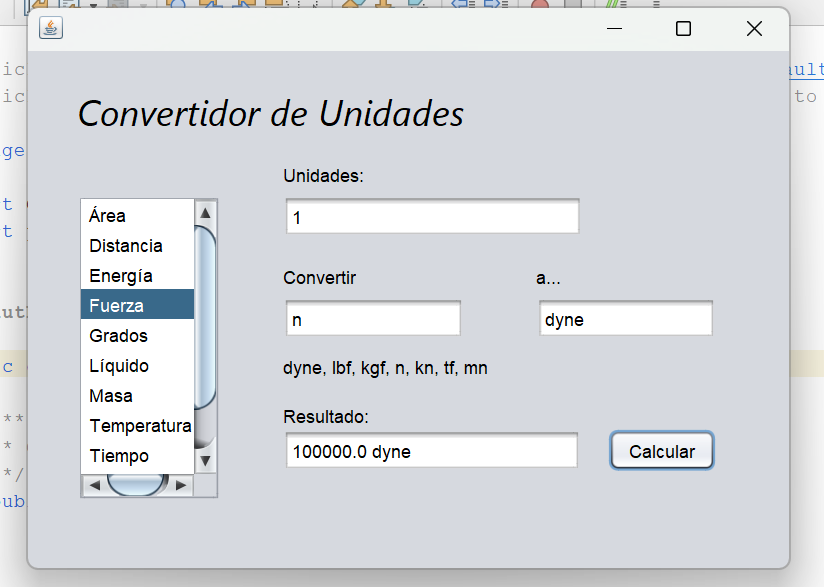 Convertidor de Unidades
Unidades:
1
Área
Distancia
Energía
Fuerza
Grados
Líquido
Masa
Temperatura
Tiempo
Convertir
a...
n
dyne
dyne, lbf, kgf, n, kn, tf, mn
Resultado:
100000.0 dyne
Calcular
to